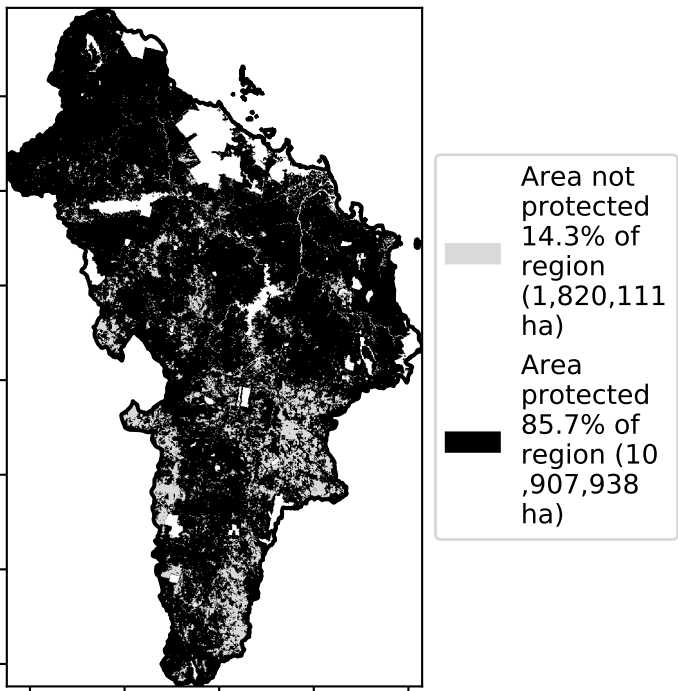 Area not
protected
14.3% of
region
(1,820,111
ha)
Area
protected
85.7% of
region (10
,907,938
ha)